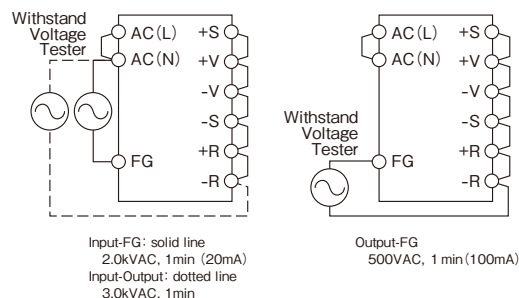 Withstand
Voltage
Tester
AC(L)
AC(N)
FG
+S
+V
-V
-S
+R
-R
Input-FG: solid line
2.0kVAC, 1min (20mA)
Input-Output: dotted line
3.0kVAC, 1min
Withstand
Voltage
Tester
AC(L)
AC(N)
FG
+S
+V
-V
-S
+R
-R
Output-FG
500VAC, 1min(100mA)